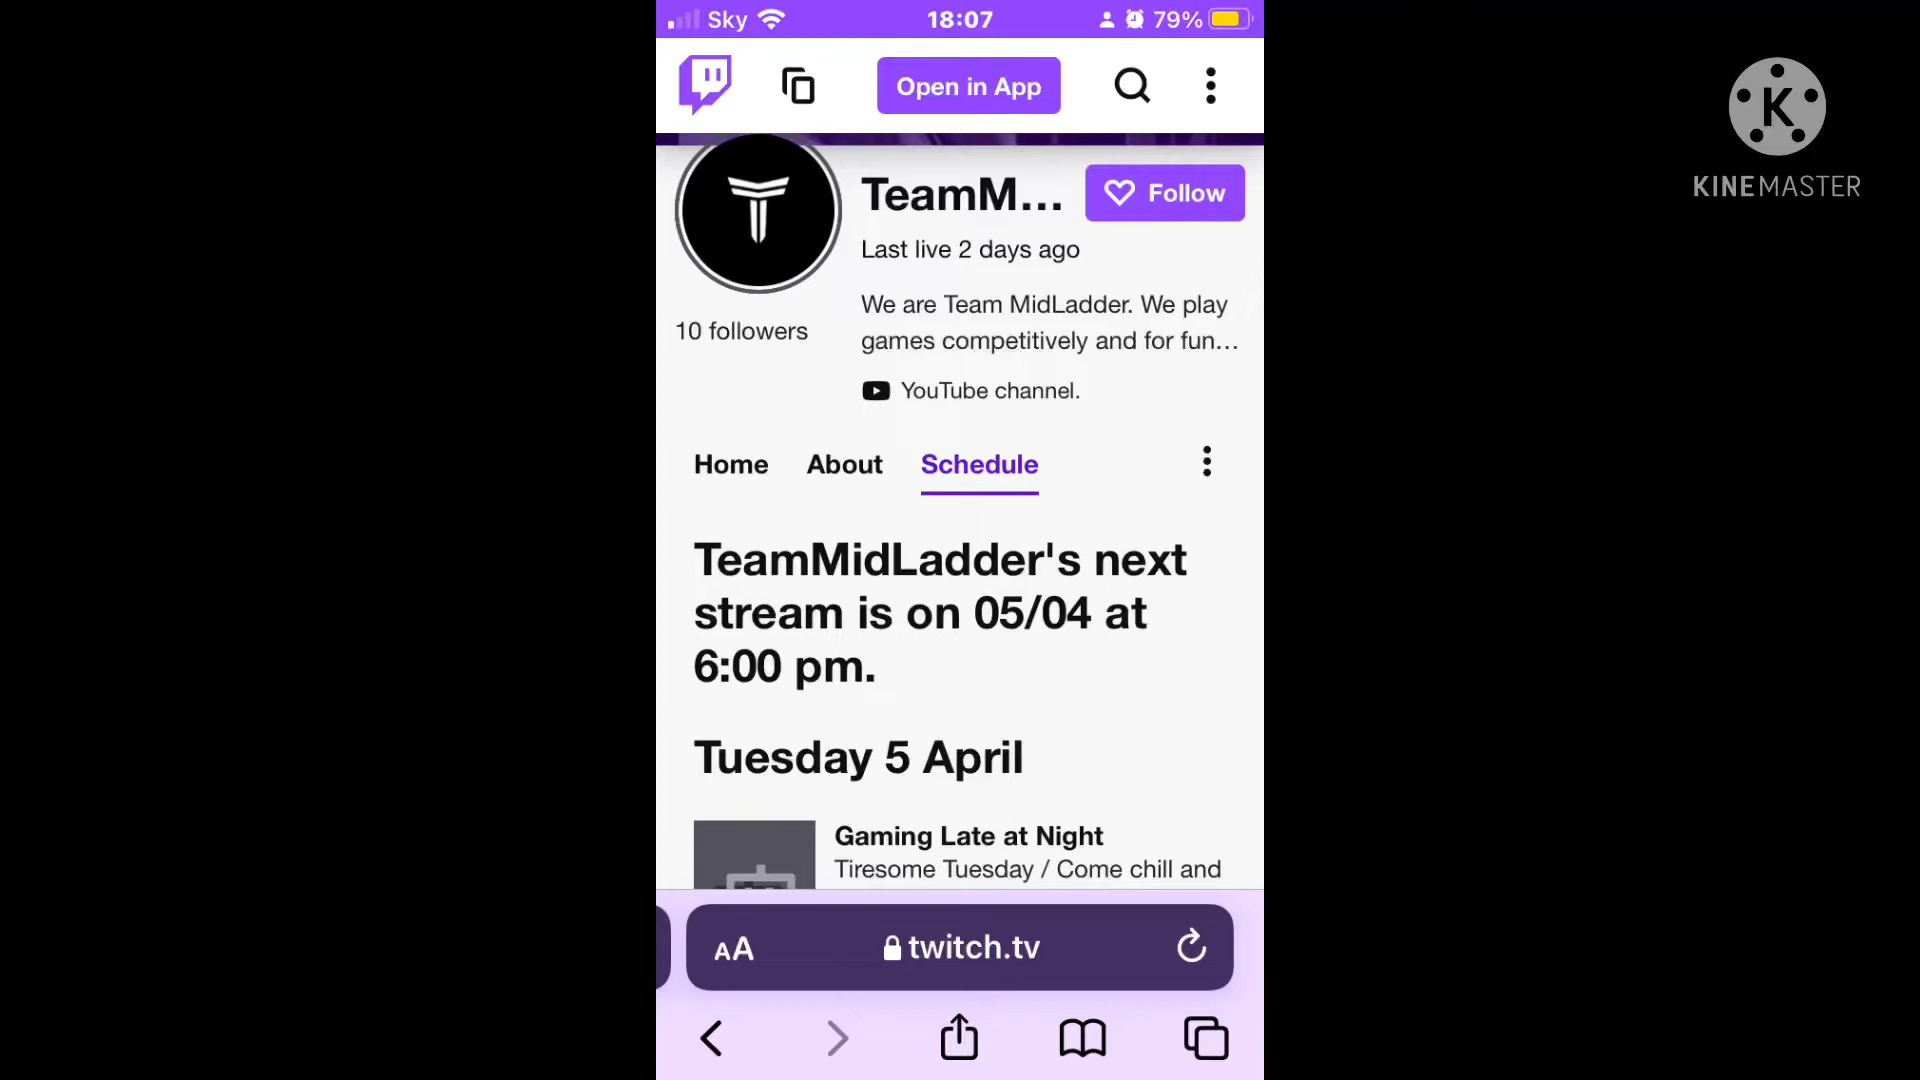 Sky 18:07 79%
Open in App
K
KINEMASTER
TeamM... Follow
Last live 2 days ago
10 followers
We are Team MidLadder. We play
games competitively and for fun...
YouTube channel.
Home About Schedule
TeamMidLadder's next
stream is on 05/04 at
6:00 pm.
Tuesday 5 April
Gaming Late at Night
Tiresome Tuesday / Come chill and
AA twitch.tv